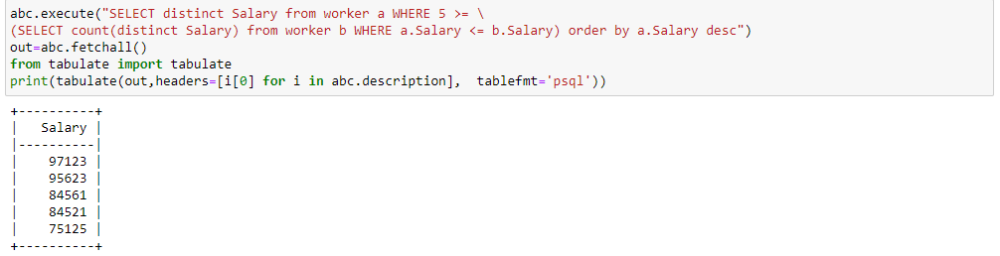 abc.execute("SELECT distinct Salary from worker a WHERE 5 >= \
(SELECT count(distinct Salary) from worker b WHERE a.Salary <= b.Salary) order by a.Salary desc")
out=abc.fetchall()
from tabulate import tabulate
print(tabulate(out,headers=[i[0] for i in abc.description],  tablefmt='psql'))
+----------+
|   Salary |
|----------|
|    97123 |
|    95623 |
|    84561 |
|    84521 |
|    75125 |
+----------+